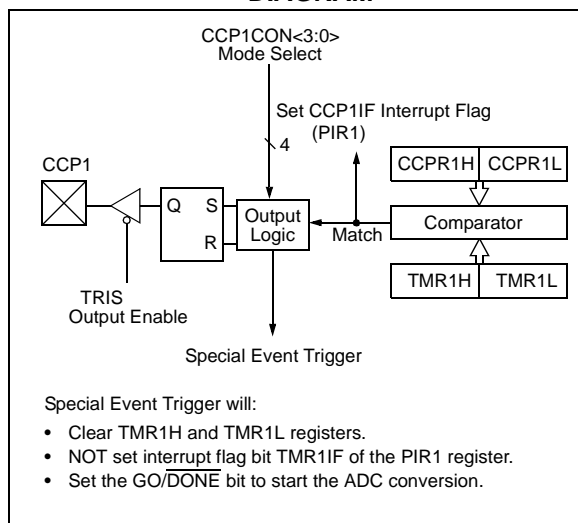 CCP1CON<3:0>
Mode Select
Set CCP1IF Interrupt Flag
(PIR1)
4
CCP1
CCPR1H CCPR1L
Q S
R
Output
Logic
Match
Comparator
TRIS
Output Enable
TMR1H TMR1L
Special Event Trigger
Special Event Trigger will:
• Clear TMR1H and TMR1L registers.
• NOT set interrupt flag bit TMR1IF of the PIR1 register.
• Set the GO/DONE bit to start the ADC conversion.